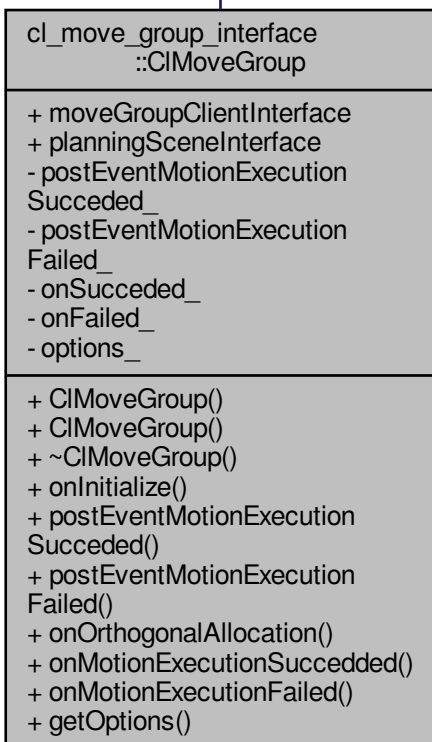 cl_move_group_interface
::ClMoveGroup
+ moveGroupClientInterface
+ planningSceneInterface
- postEventMotionExecution
Succeded_
- postEventMotionExecution
Failed_
- onSucceded_
- onFailed_
- options_
+ ClMoveGroup()
+ ClMoveGroup()
+ ~ClMoveGroup()
+ onInitialize()
+ postEventMotionExecution
Succeded()
+ postEventMotionExecution
Failed()
+ onOrthogonalAllocation()
+ onMotionExecutionSuccedded()
+ onMotionExecutionFailed()
+ getOptions()